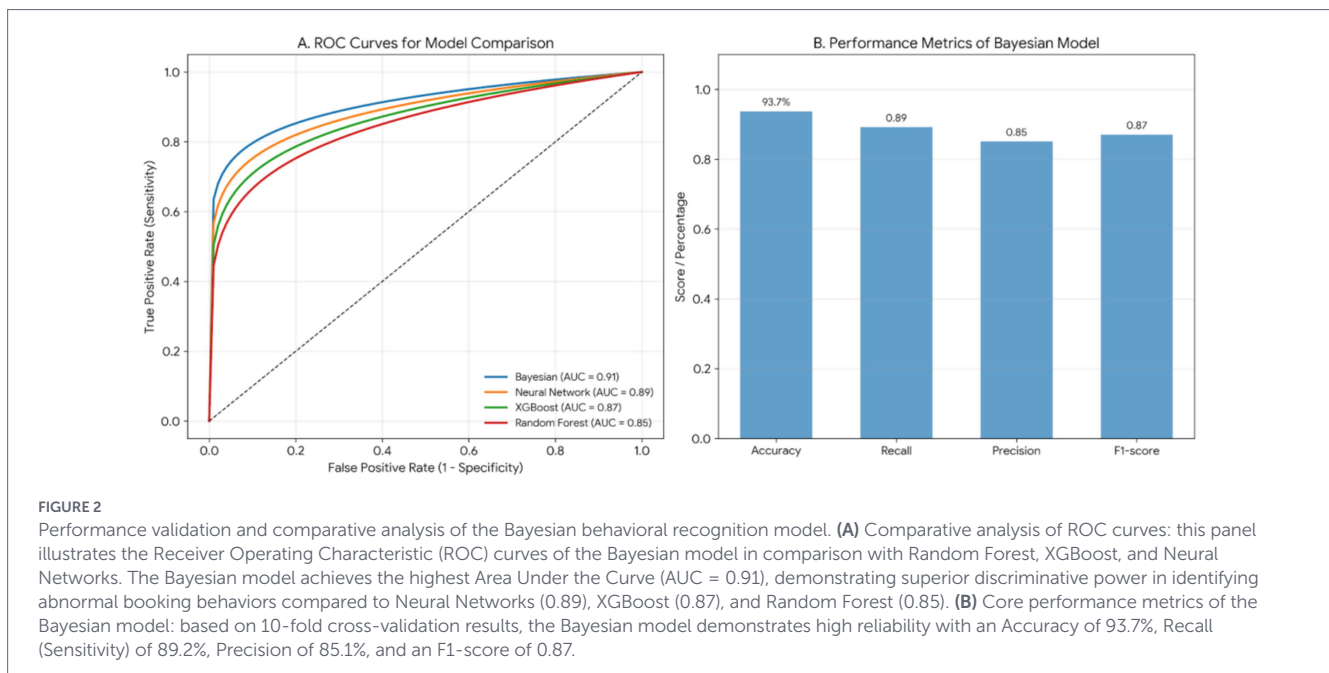 A. ROC Curves for Model Comparison
1.0
0.8
0.6
0.4
0.2
0.0
True Positive Rate (Sensitivity)
Bayesian (AUC = 0.91)
Neural Network (AUC = 0.89)
XGBoost (AUC = 0.87)
Random Forest (AUC = 0.85)
0.0 0.2 0.4 0.6 0.8 1.0
False Positive Rate (1 - Specificity)
B. Performance Metrics of Bayesian Model
1.0
0.8
0.6
0.4
0.2
0.0
Score / Percentage
93.7% 0.89 0.85 0.87
Accuracy Recall Precision F1-score
FIGURE 2
Performance validation and comparative analysis of the Bayesian behavioral recognition model. (A) Comparative analysis of ROC curves: this panel
illustrates the Receiver Operating Characteristic (ROC) curves of the Bayesian model in comparison with Random Forest, XGBoost, and Neural
Networks. The Bayesian model achieves the highest Area Under the Curve (AUC = 0.91), demonstrating superior discriminative power in identifying
abnormal booking behaviors compared to Neural Networks (0.89), XGBoost (0.87), and Random Forest (0.85). (B) Core performance metrics of the
Bayesian model: based on 10-fold cross-validation results, the Bayesian model demonstrates high reliability with an Accuracy of 93.7%, Recall
(Sensitivity) of 89.2%, Precision of 85.1%, and an F1-score of 0.87.